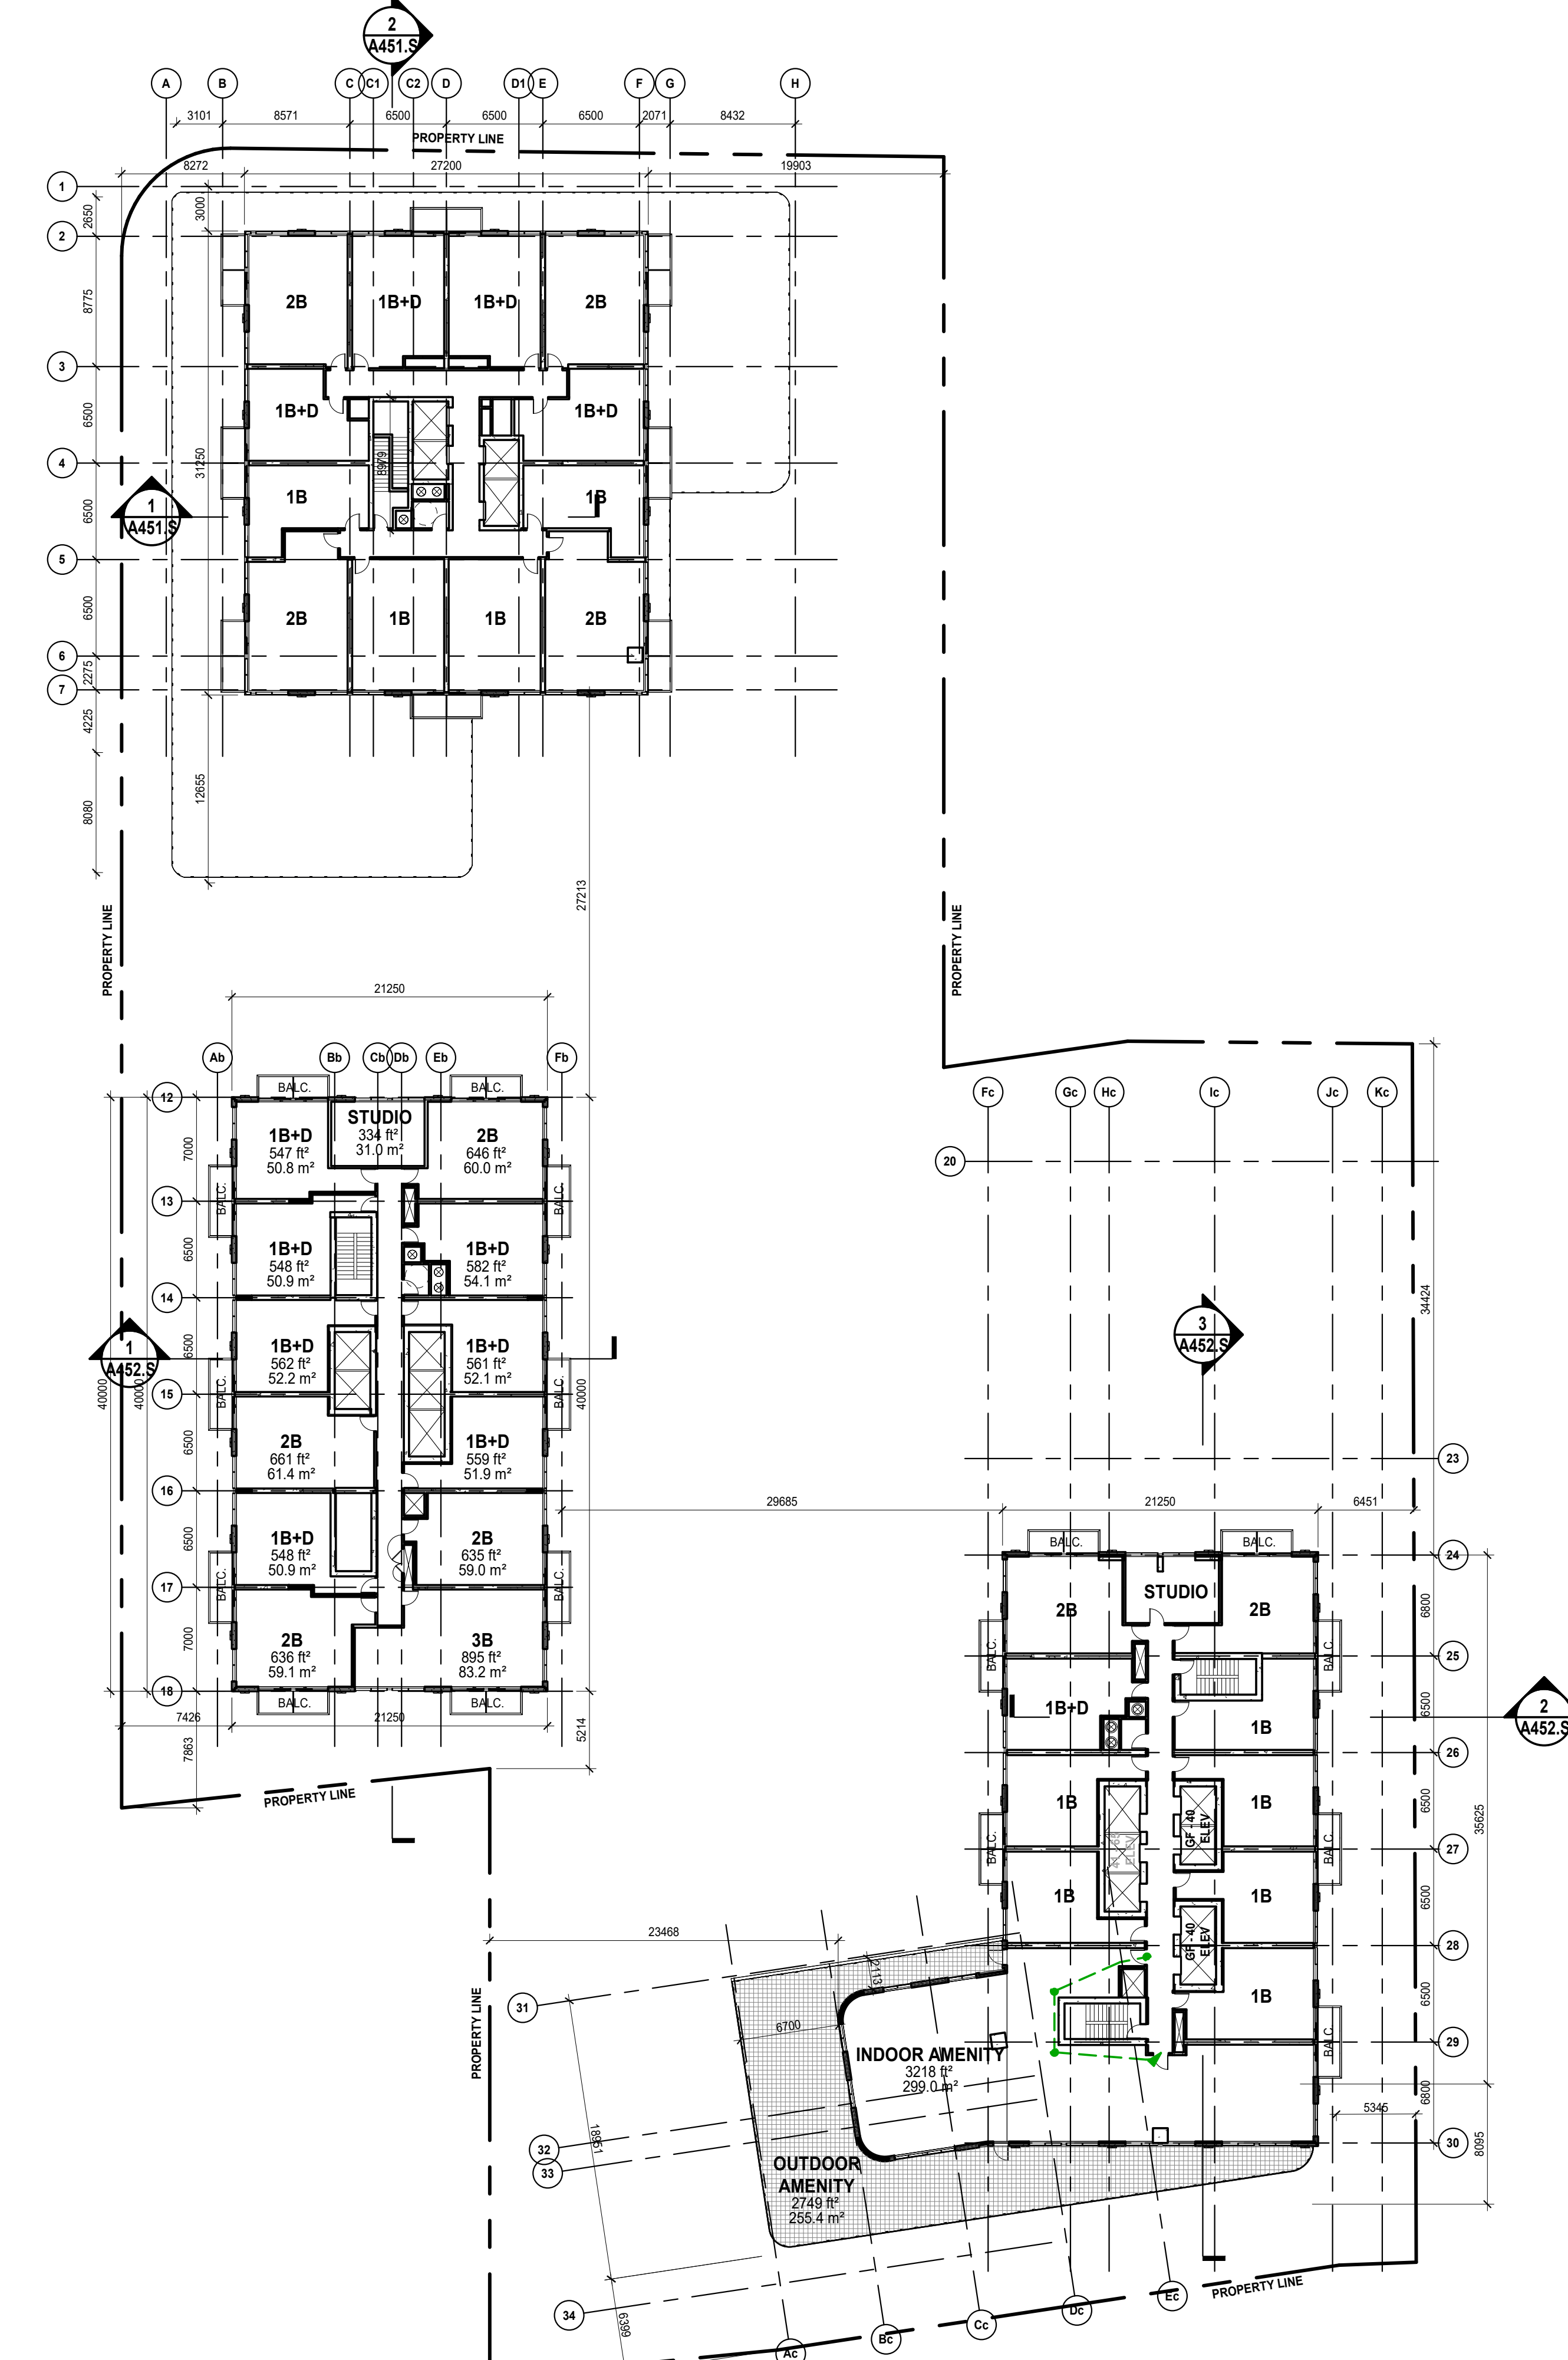 2
A451.S
A
B
C
C1
C2
D
D1
E
F
G
H
3101
8571
6500
6500
6500
2071
8432
PROPERTY LINE
8272
27200
19903
1
2650
3000
2
8775
2B
1B+D
1B+D
2B
3
6500
1B+D
1B+D
31250
8979
4
1
A451.S
6500
1B
1B
5
6500
2B
1B
1B
2B
6
2275
7
4225
8080
12655
27213
PROPERTY LINE
PROPERTY LINE
21250
Ab
Bb
Cb
Db
Eb
Fb
Fc
Gc
Hc
Ic
Jc
Kc
12
BALC.
BALC.
7000
1B+D
547 ft²
50.8 m²
STUDIO
334 ft²
31.0 m²
2B
646 ft²
60.0 m²
20
13
BALC.
BALC.
6500
1B+D
548 ft²
50.9 m²
1B+D
582 ft²
54.1 m²
14
34424
1
A452.S
6500
1B+D
562 ft²
52.2 m²
1B+D
561 ft²
52.1 m²
3
40000
40000
40000
15
BALC.
BALC.
6500
2B
661 ft²
61.4 m²
1B+D
559 ft²
51.9 m²
23
16
29685
21250
6451
6500
1B+D
548 ft²
50.9 m²
2B
635 ft²
59.0 m²
17
BALC.
BALC.
7000
2B
636 ft²
59.1 m²
3B
895 ft²
83.2 m²
18
BALC.
BALC.
7426
21250
7863
5214
PROPERTY LINE
BALC.
BALC.
24
2B
STUDIO
2B
6800
BALC.
BALC.
25
1B+D
1B
6500
2
A452.S
26
1B
1B
6500
GF - 40
ELEV
ELEV
35625
BALC.
BALC.
27
1B
1B
6500
GF - 40
ELEV
28
23468
2113
31
1B
6500
6700
PROPERTY LINE
INDOOR AMENITY
3218 ft²
299.0 m²
BALC.
29
6800
5345
18951
32
33
30
8095
OUTDOOR
AMENITY
2749 ft²
255.4 m²
34
6399
PROPERTY LINE
Ac
Bc
Cc
Dc
Ec